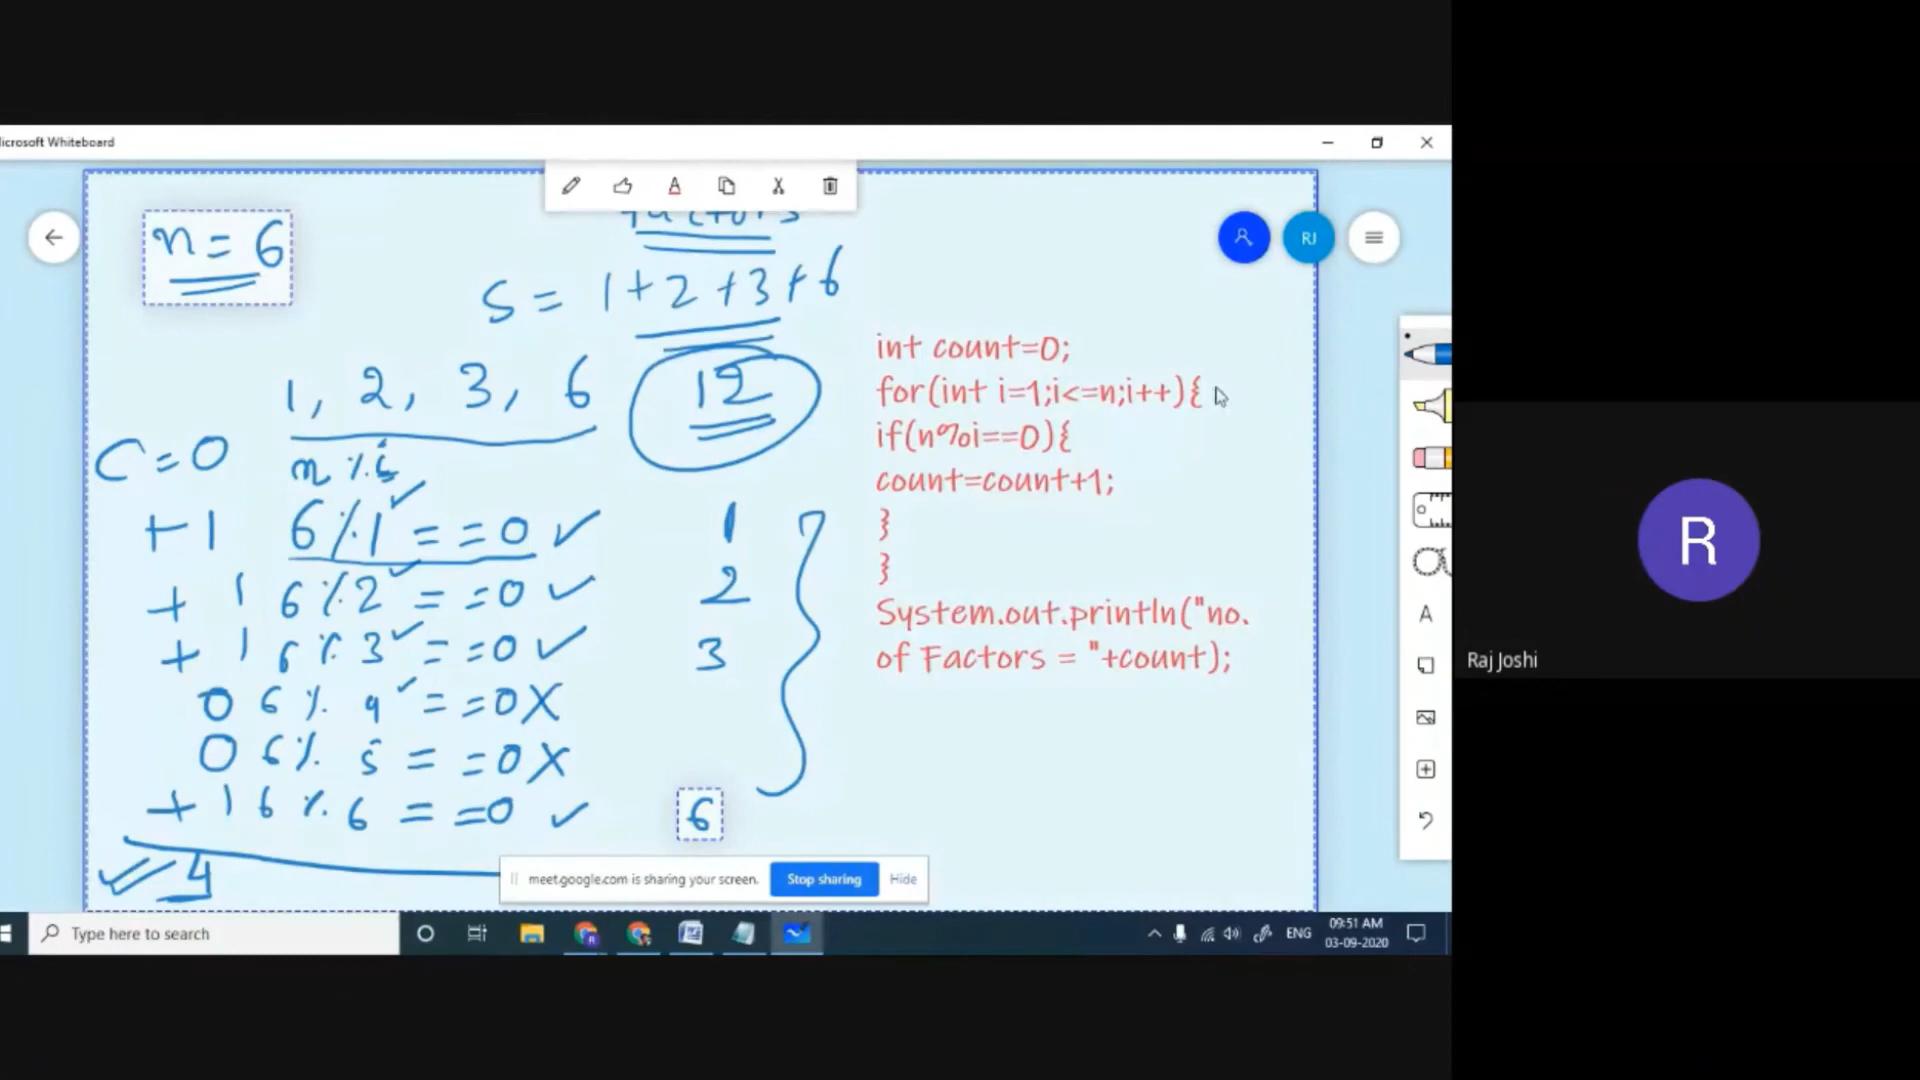 icrosoft Whiteboard
n = 6
factors
S = 1+2+3+6
RJ
1, 2, 3, 6
12
C=0
n % i
+1 6%1 ==0 ✓ 1
+1 6%2 ==0 ✓ 2
+1 6%3 ==0 ✓ 3
0 6% 4 ==0X
0 6% 5 ==0X
+1 6%6 ==0 ✓ 6
4
int count=0;
for(int i=1;i<=n;i++){
if(n%i==0){
count=count+1;
}
}
System.out.println("no.
of Factors = "+count);
A
meet.google.com is sharing your screen. Stop sharing Hide
Type here to search
ENG
09:51 AM
03-09-2020
R
Raj Joshi